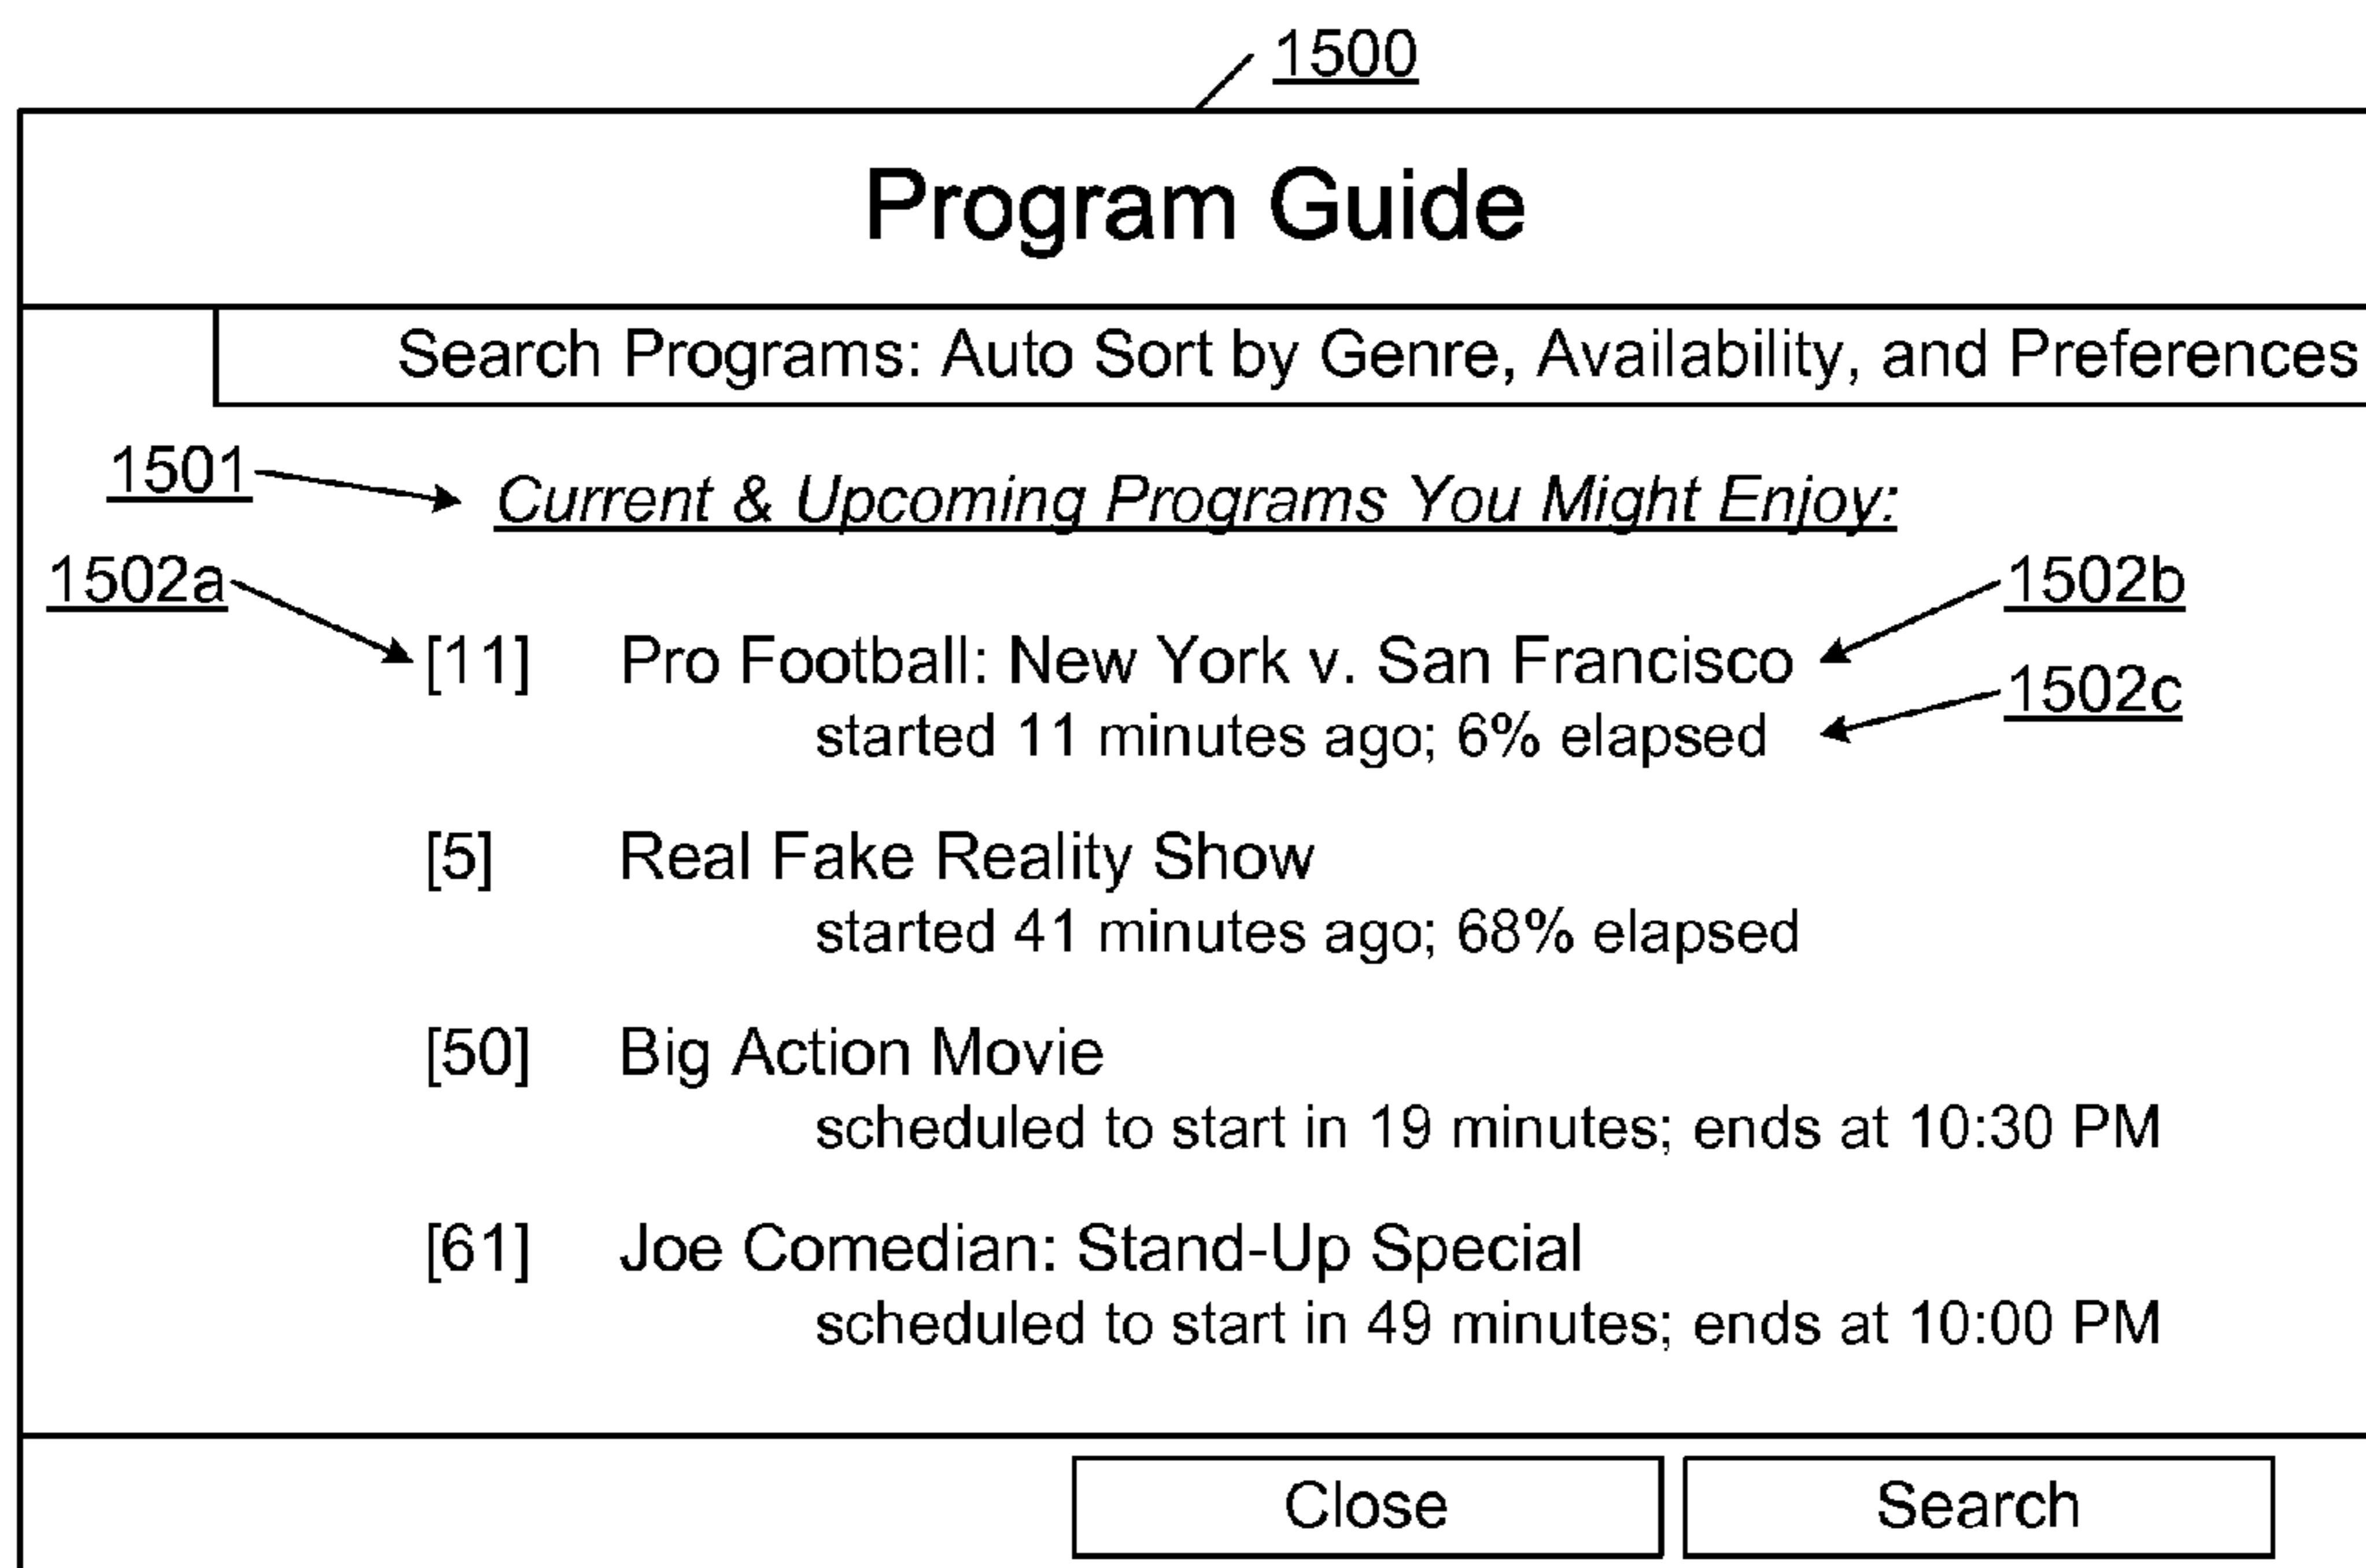 1500
Program Guide
Search Programs: Auto Sort by Genre, Availability, and Preferences
1501
Current & Upcoming Programs You Might Enjoy:
1502a
1502b
[11] Pro Football: New York v. San Francisco
1502c
started 11 minutes ago; 6% elapsed
[5] Real Fake Reality Show
started 41 minutes ago; 68% elapsed
[50] Big Action Movie
scheduled to start in 19 minutes; ends at 10:30 PM
[61] Joe Comedian: Stand-Up Special
scheduled to start in 49 minutes; ends at 10:00 PM
Close Search